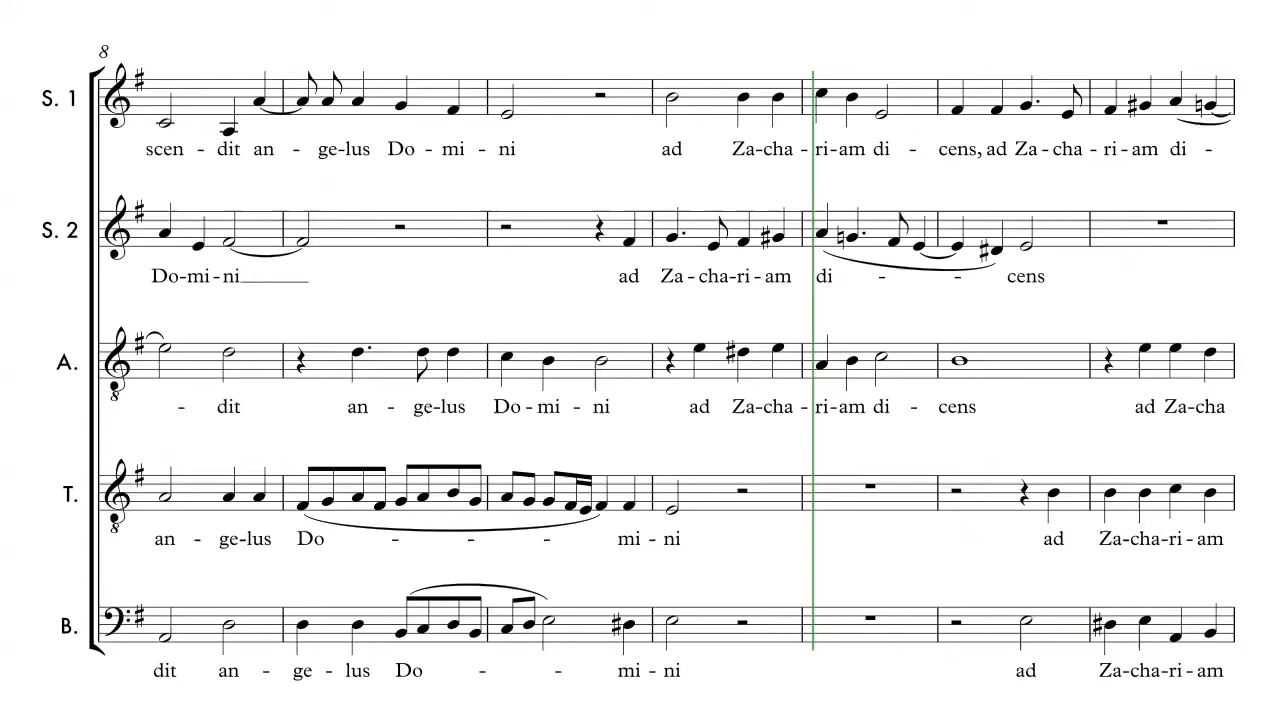 8
S. 1
scen - dit an - ge-lus Do - mi - ni ad Za-cha - ri-am di - cens, ad Za - cha - ri - am di -
S. 2
Do-mi-ni ad Za - cha-ri-am di - - cens
A.
8
- dit an - ge-lus Do - mi - ni ad Za-cha - ri-am di - cens ad Za-cha
T.
8
an - ge-lus Do - - - mi - ni ad Za-cha-ri-am
B.
dit an - ge - lus Do - - mi - ni ad Za-cha-ri-am